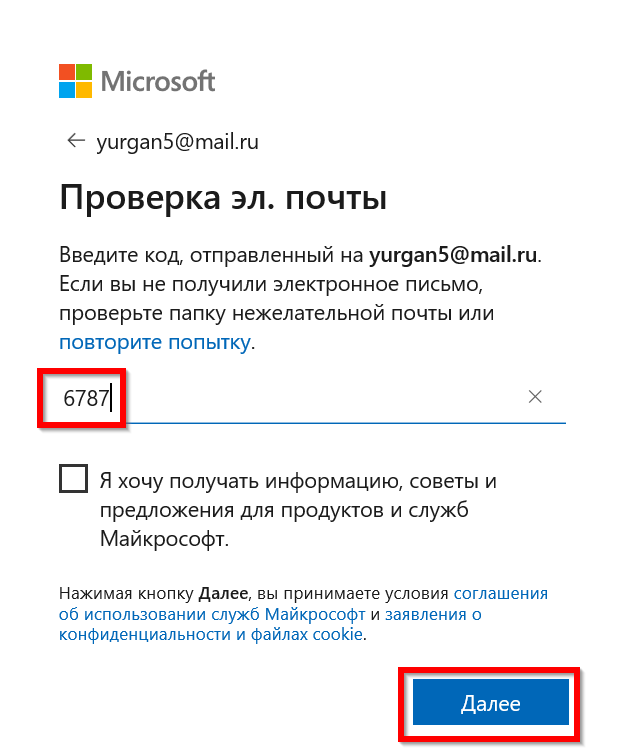 Microsoft
← yurgan5@mail.ru
Проверка эл. почты
Введите код, отправленный на yurgan5@mail.ru.
Если вы не получили электронное письмо,
проверьте папку нежелательной почты или
повторите попытку.
6787
Я хочу получать информацию, советы и
предложения для продуктов и служб
Майкрософт.
Нажимая кнопку Далее, вы принимаете условия соглашения
об использовании служб Майкрософт и заявления о
конфиденциальности и файлах cookie.
Далее